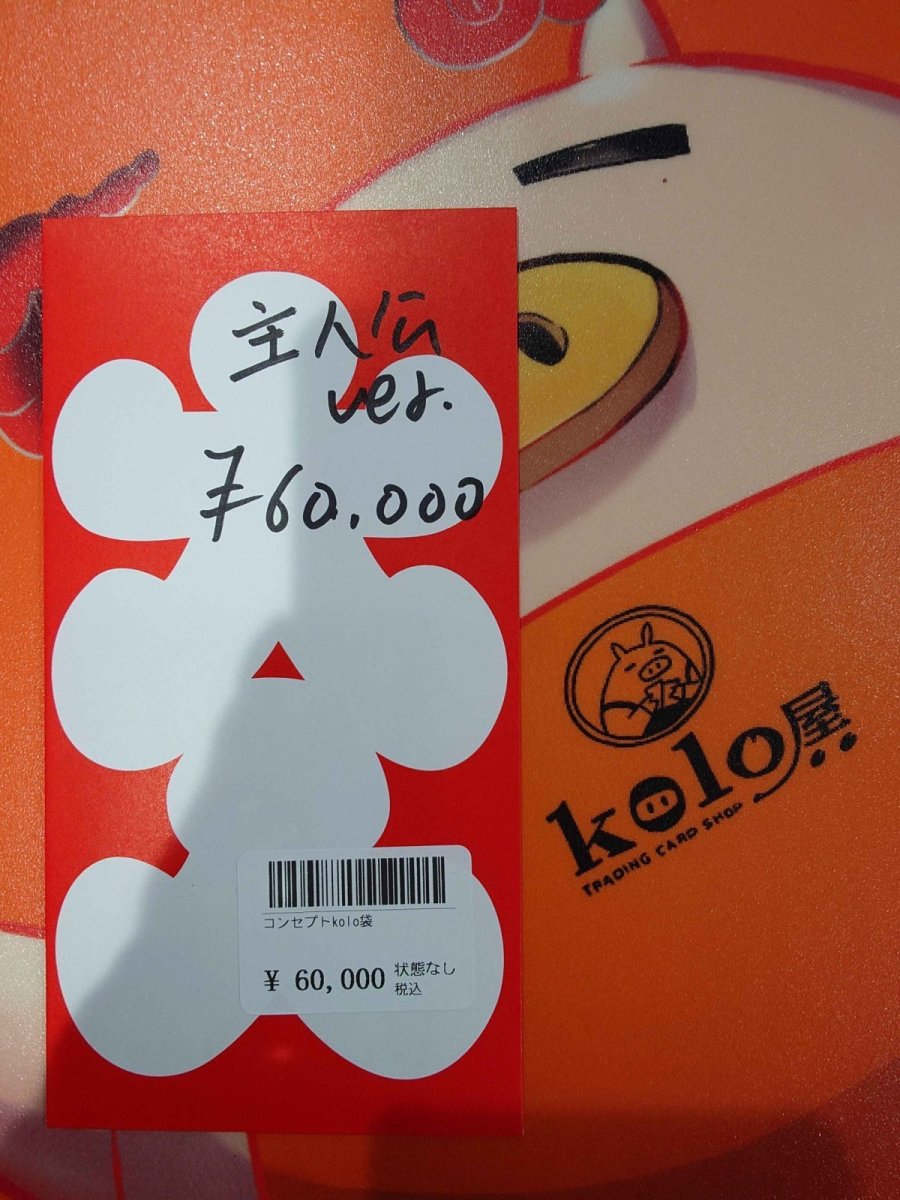 主人公
ver.
¥60,000
コンセプトkolo袋
¥ 60,000
状態なし
税込
kolo屋
TRADING CARD SHOP